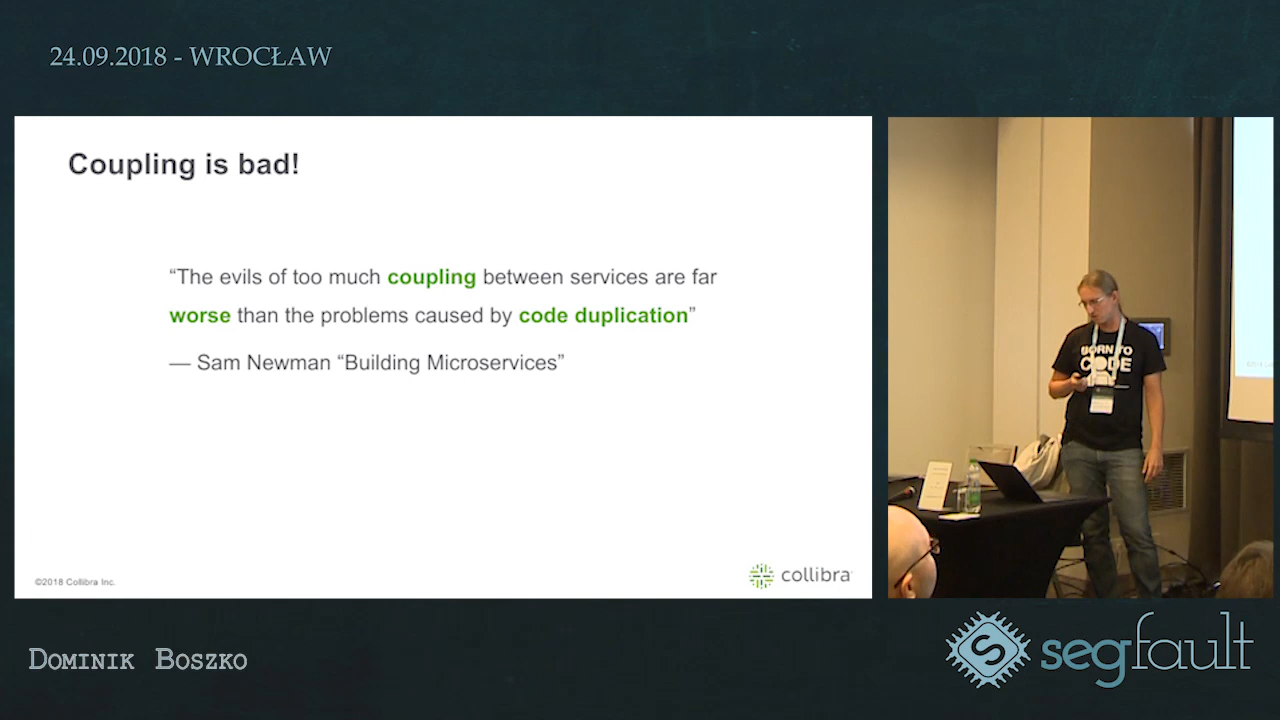 24.09.2018 - WROCŁAW
Coupling is bad!
“The evils of too much coupling between services are far
worse than the problems caused by code duplication”
— Sam Newman “Building Microservices”
©2018 Collibra Inc.
collibra
BORN TO
CODE
Dominik Boszko
segfault